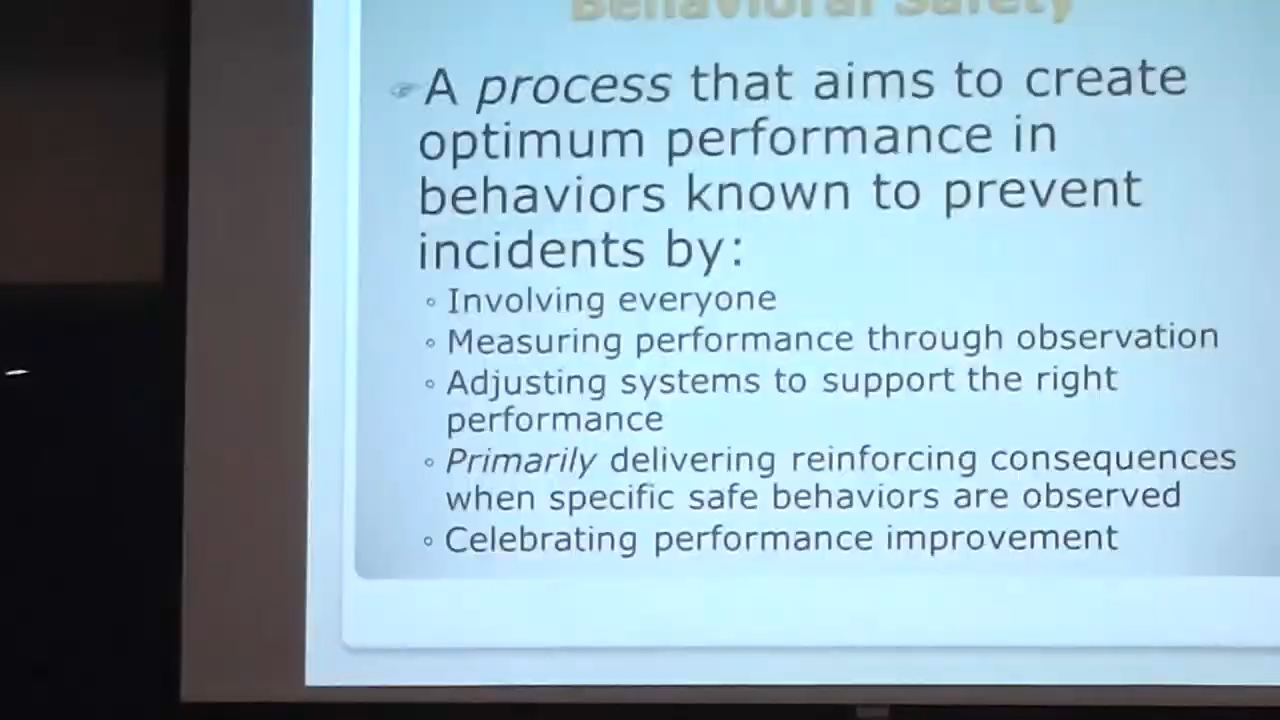 Behavioral Safety
A process that aims to create
optimum performance in
behaviors known to prevent
incidents by:
◦ Involving everyone
◦ Measuring performance through observation
◦ Adjusting systems to support the right
performance
◦ Primarily delivering reinforcing consequences
when specific safe behaviors are observed
◦ Celebrating performance improvement